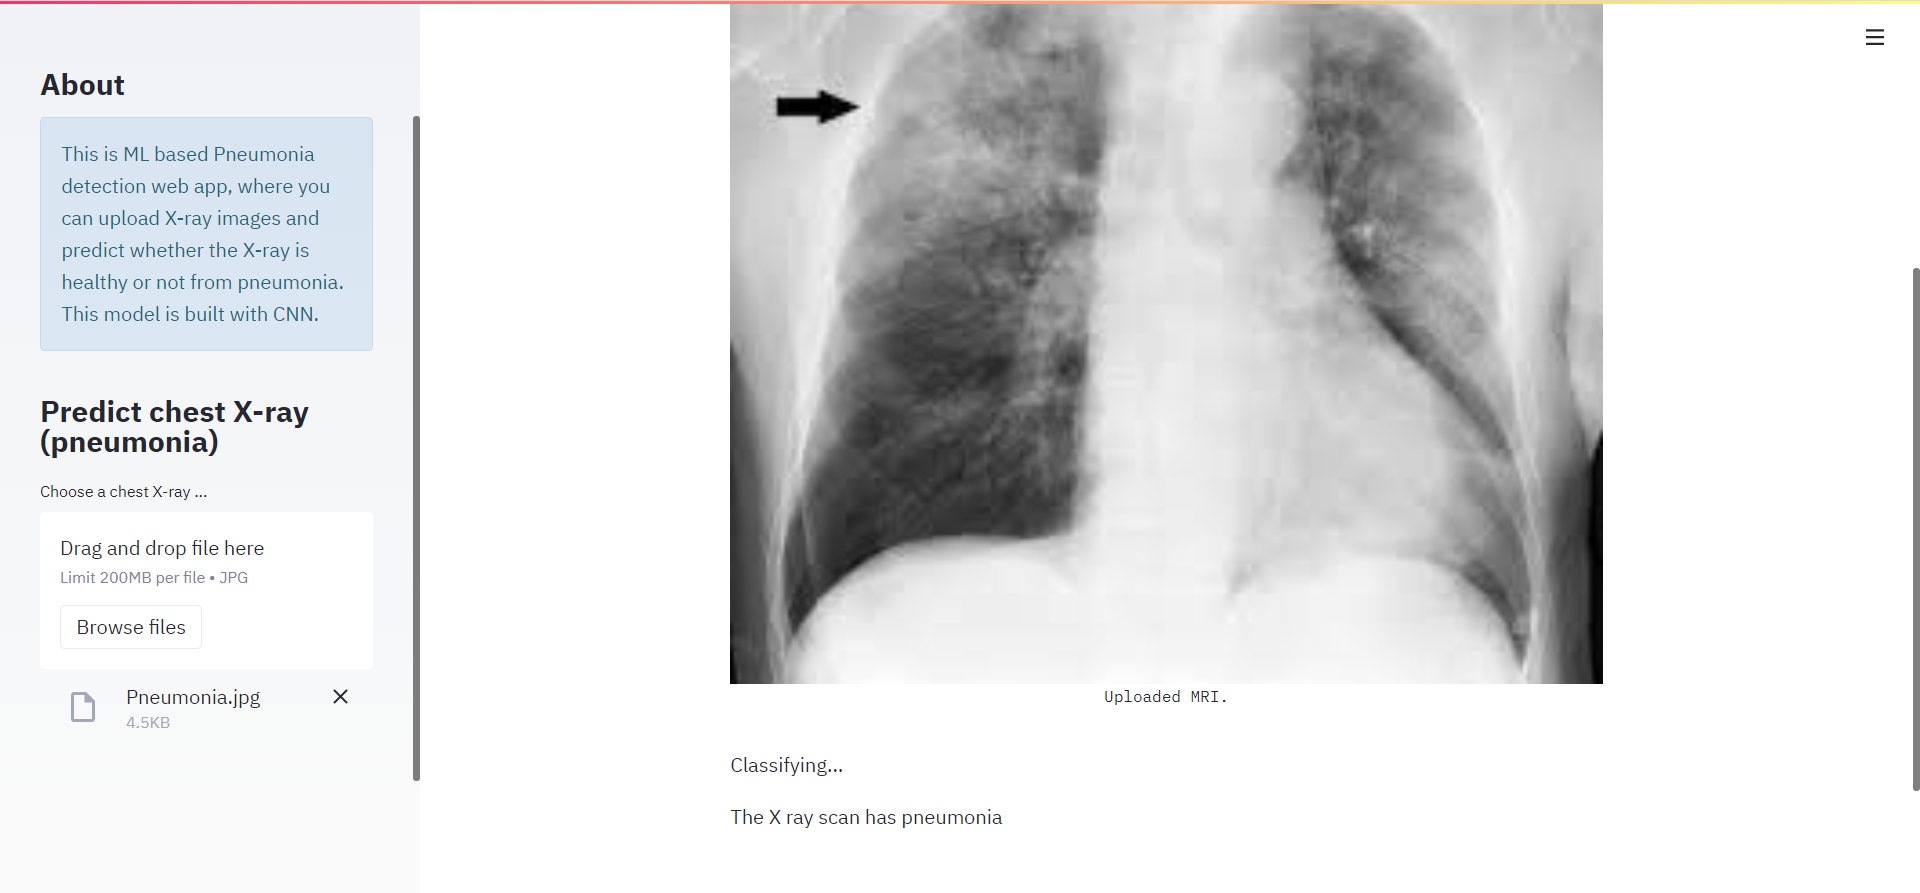 About
This is ML based Pneumonia
detection web app, where you
can upload X-ray images and
predict whether the X-ray is
healthy or not from pneumonia.
This model is built with CNN.
Predict chest X-ray
(pneumonia)
Choose a chest X-ray ...
Drag and drop file here
Limit 200MB per file • JPG
Browse files
Pneumonia.jpg
4.5KB
Uploaded MRI.
Classifying...
The X ray scan has pneumonia